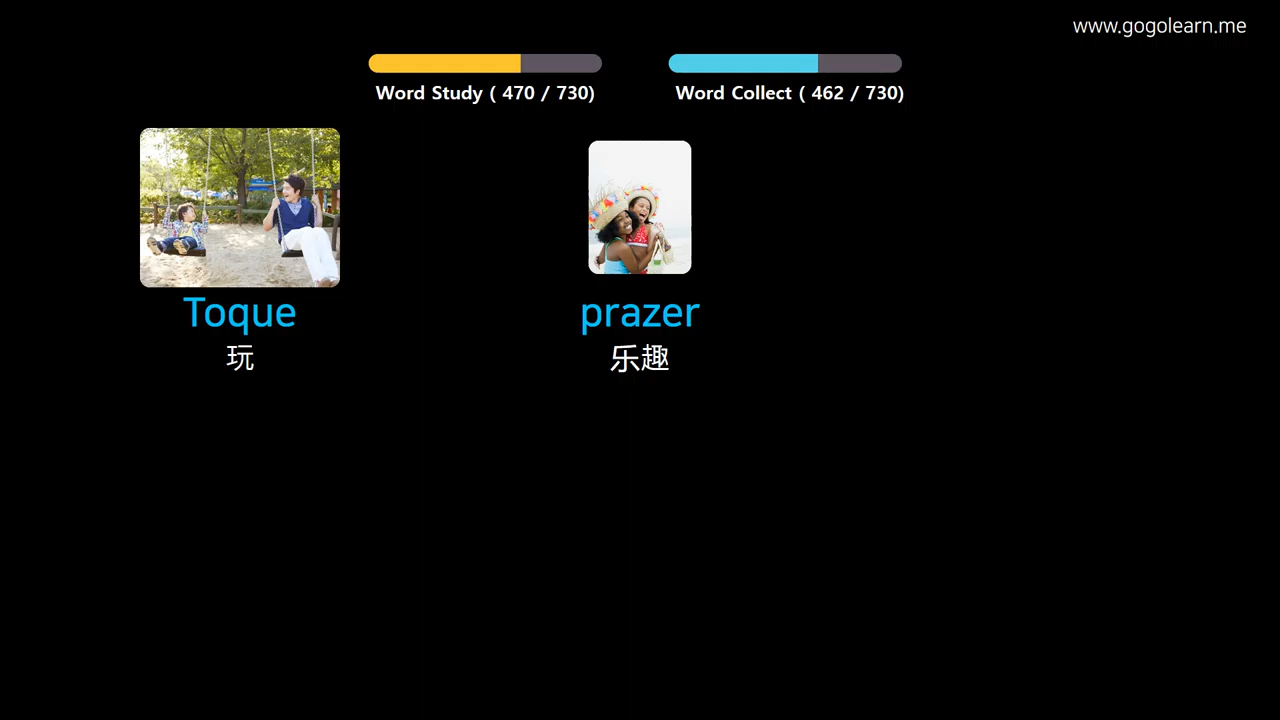 www.gogolearn.me
Word Study ( 470 / 730)
Word Collect ( 462 / 730)
Toque
玩
prazer
乐趣